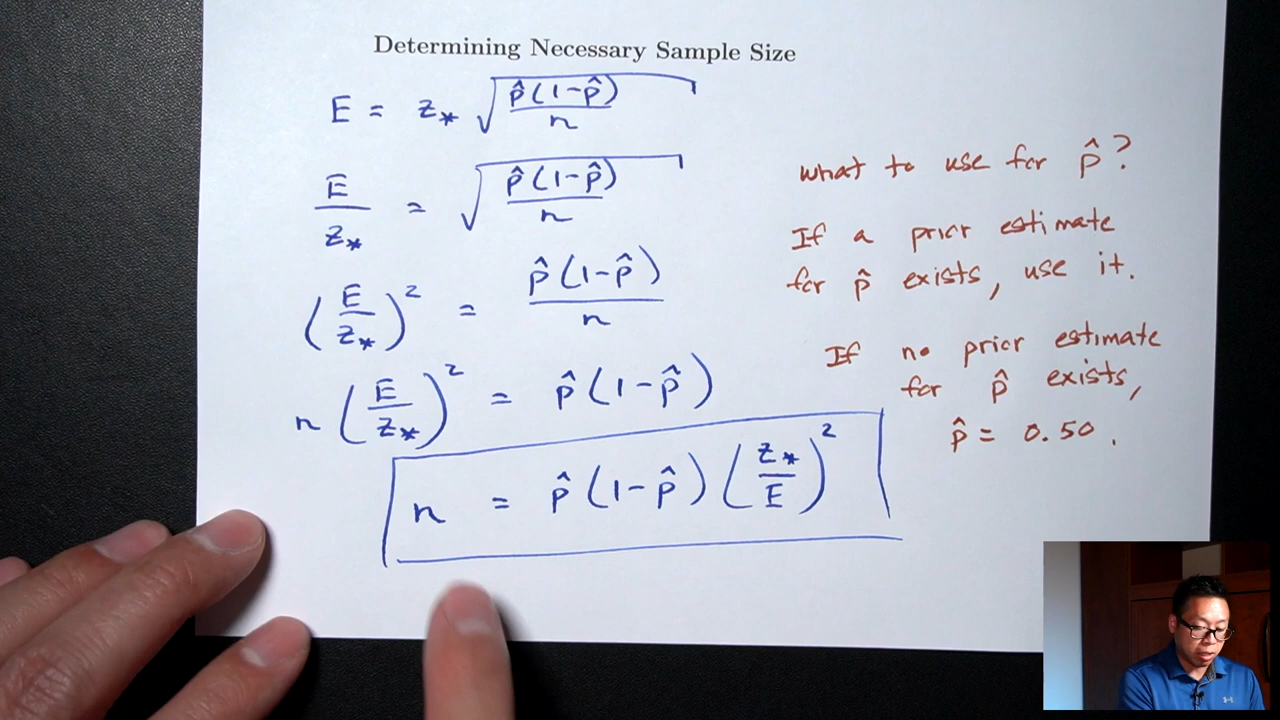 Determining Necessary Sample Size
E = z* √(p̂(1-p̂)/n)
E/z* = √(p̂(1-p̂)/n)
(E/z*)² = p̂(1-p̂)/n
n(E/z*)² = p̂(1-p̂)
n = p̂(1-p̂)(z*/E)²
what to use for p̂?
If a prior estimate
for p̂ exists, use it.
If no prior estimate
for p̂ exists,
p̂ = 0.50.